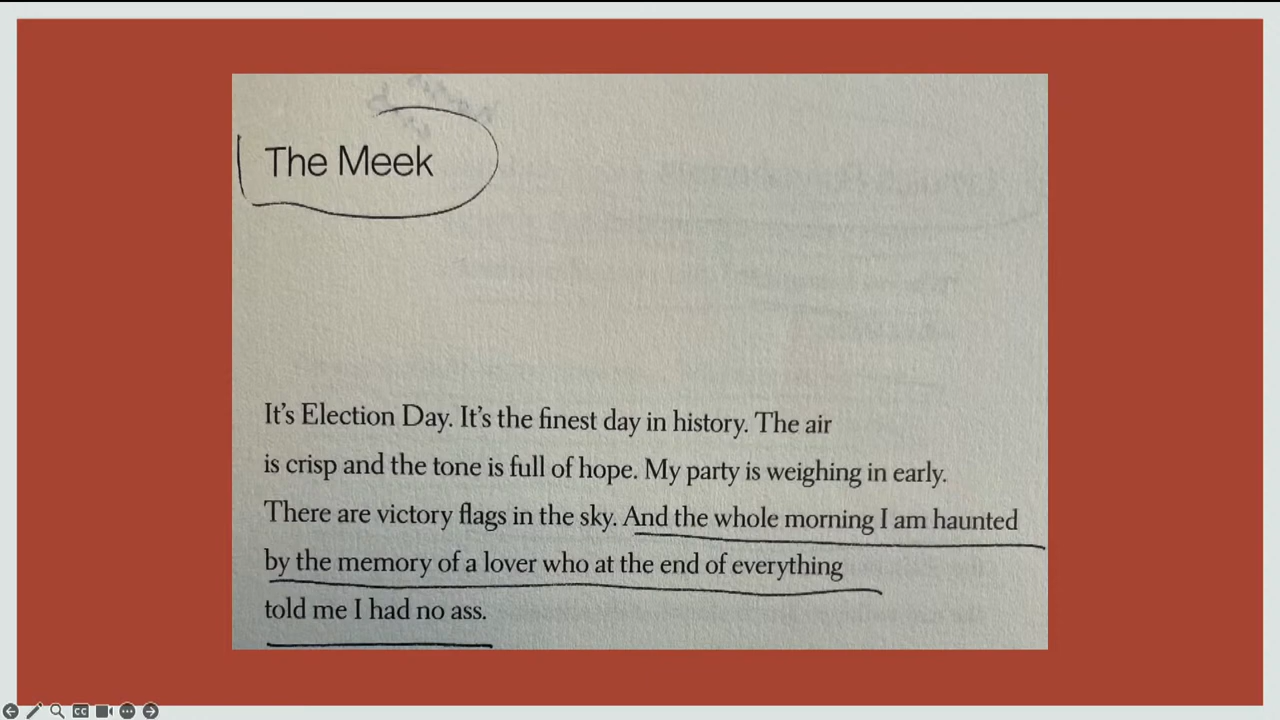 The Meek
It's Election Day. It's the finest day in history. The air
is crisp and the tone is full of hope. My party is weighing in early.
There are victory flags in the sky. And the whole morning I am haunted
by the memory of a lover who at the end of everything
told me I had no ass.
CC